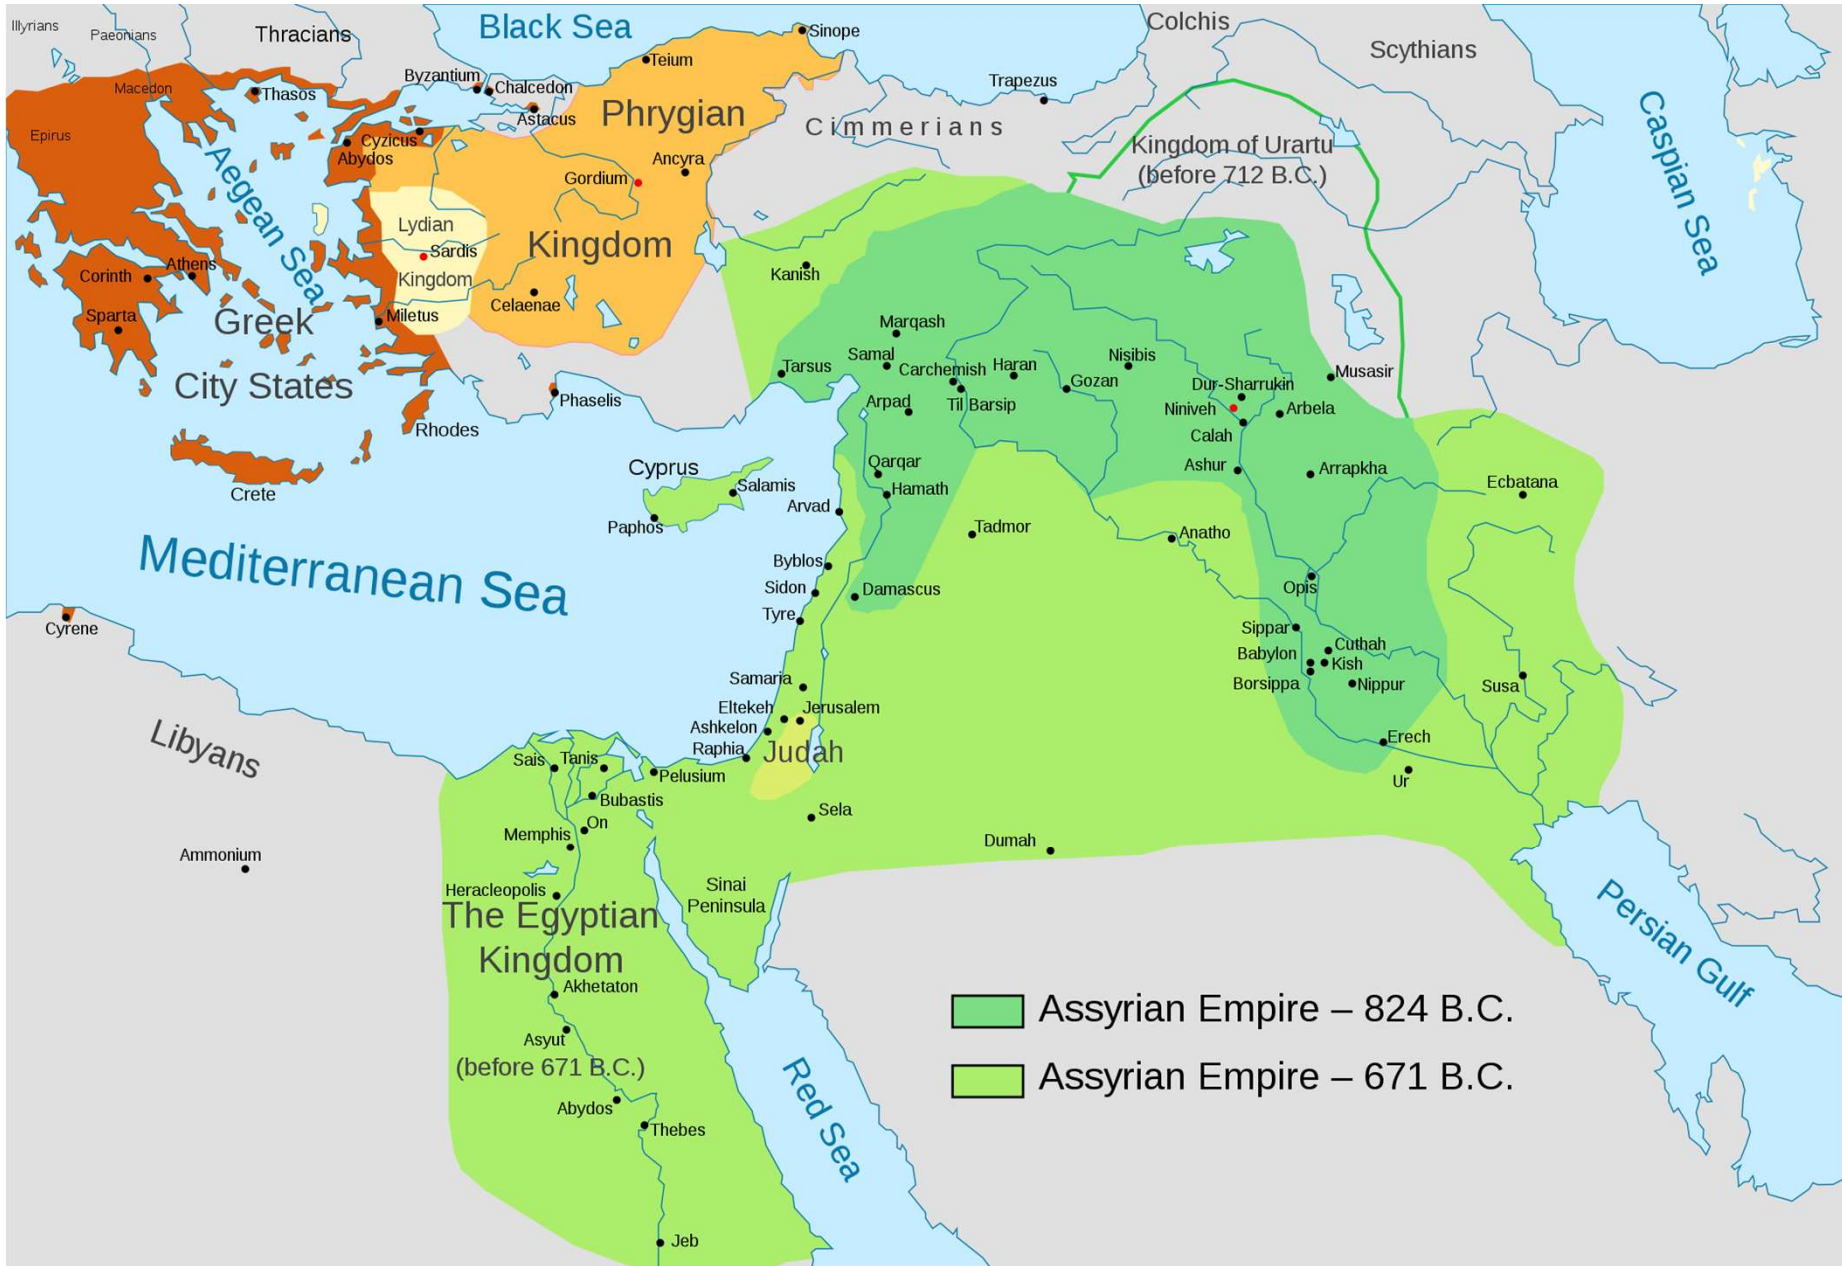 Illyrians
Paeonians
Thracians
Black Sea
Sinope
Colchis
Scythians
Teium
Byzantium
Chalcedon
Macedon
Thasos
Astacus
Trapezus
Phrygian
Cimmerians
Caspian Sea
Epirus
Cyzicus
Abydos
Aegean Sea
Ancyra
Gordium
Kingdom of Urartu
(before 712 B.C.)
Lydian
Sardis
Kingdom
Kingdom
Kanish
Corinth
Athens
Celaenae
Sparta
Greek
Miletus
City States
Marqash
Samal
Tarsus
Carchemish
Haran
Nisibis
Musasir
Gozan
Dur-Sharrukin
Phaselis
Arpad
Til Barsip
Niniveh
Arbela
Rhodes
Calah
Crete
Cyprus
Salamis
Paphos
Qarqar
Hamath
Ashur
Arrapkha
Ecbatana
Arvad
Tadmor
Anatho
Mediterranean Sea
Byblos
Sidon
Damascus
Opis
Tyre
Cyrene
Sippar
Cuthah
Babylon
Kish
Borsippa
Nippur
Susa
Samaria
Eltekeh
Jerusalem
Ashkelon
Raphia
Judah
Erech
Ur
Libyans
Sais
Tanis
Pelusium
Bubastis
On
Sela
Memphis
Dumah
Ammonium
Heracleopolis
Sinai
Peninsula
The Egyptian
Kingdom
Persian Gulf
Akhetaton
Asyut
(before 671 B.C.)
Abydos
Thebes
Red Sea
Jeb
Assyrian Empire – 824 B.C.
Assyrian Empire – 671 B.C.